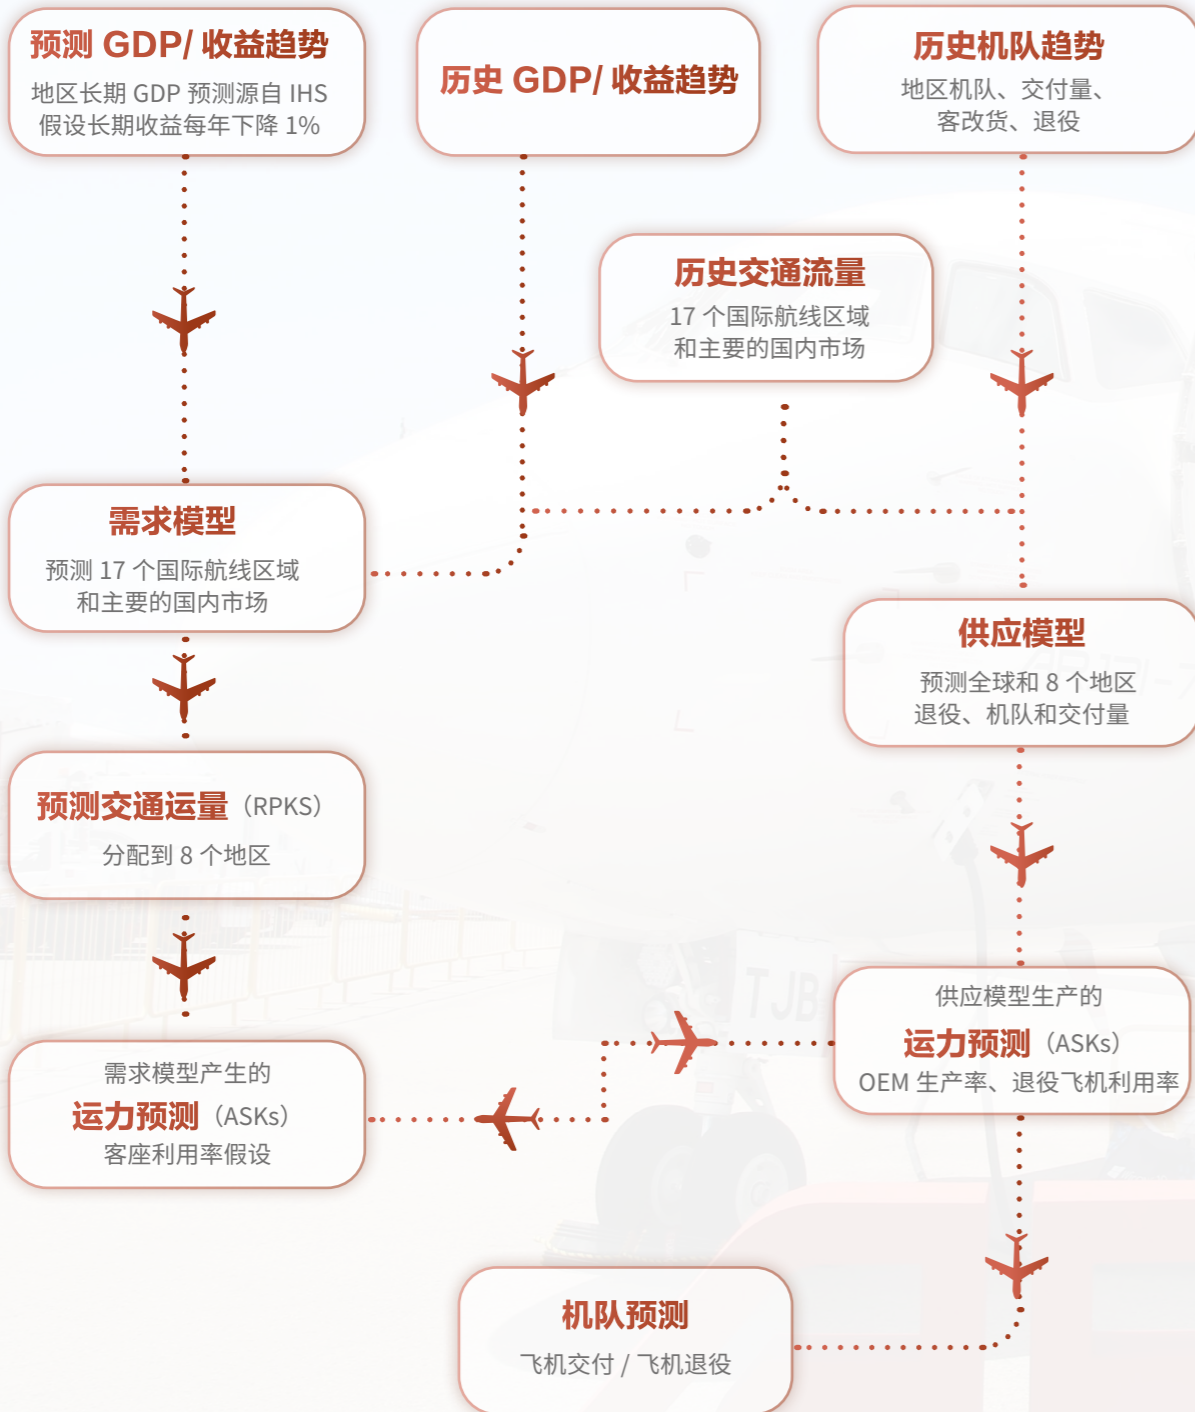 预测 GDP/ 收益趋势
地区长期 GDP 预测源自 IHS
假设长期收益每年下降 1%
历史 GDP/ 收益趋势
历史机队趋势
地区机队、交付量、
客改货、退役
历史交通流量
17 个国际航线区域
和主要的国内市场
需求模型
预测 17 个国际航线区域
和主要的国内市场
供应模型
预测全球和 8 个地区
退役、机队和交付量
预测交通运量（RPKS）
分配到 8 个地区
供应模型生产的
运力预测（ASKs）
OEM 生产率、退役飞机利用率
需求模型产生的
运力预测（ASKs）
客座利用率假设
机队预测
飞机交付 / 飞机退役
TJB